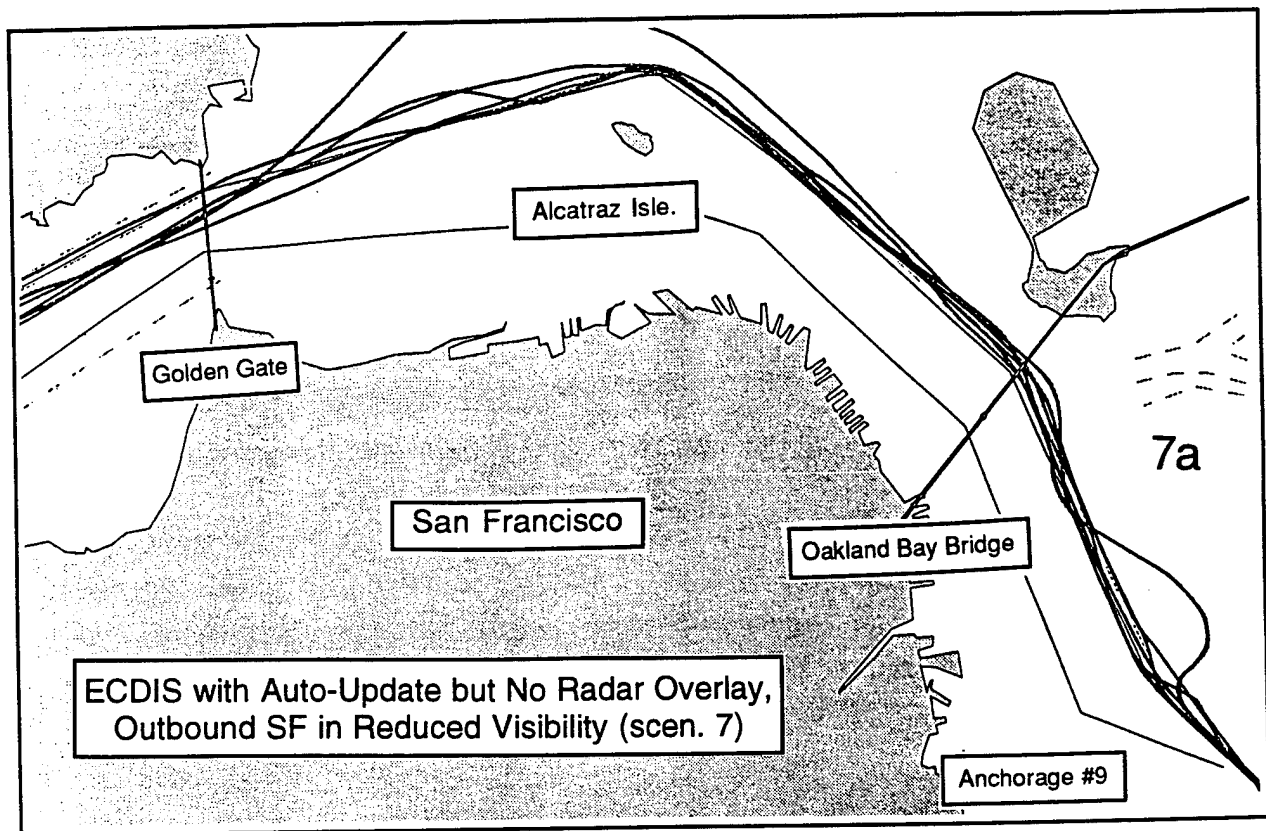 Alcatraz Isle.
Golden Gate
7a
San Francisco
Oakland Bay Bridge
ECDIS with Auto-Update but No Radar Overlay,
Outbound SF in Reduced Visibility (scen. 7)
Anchorage #9